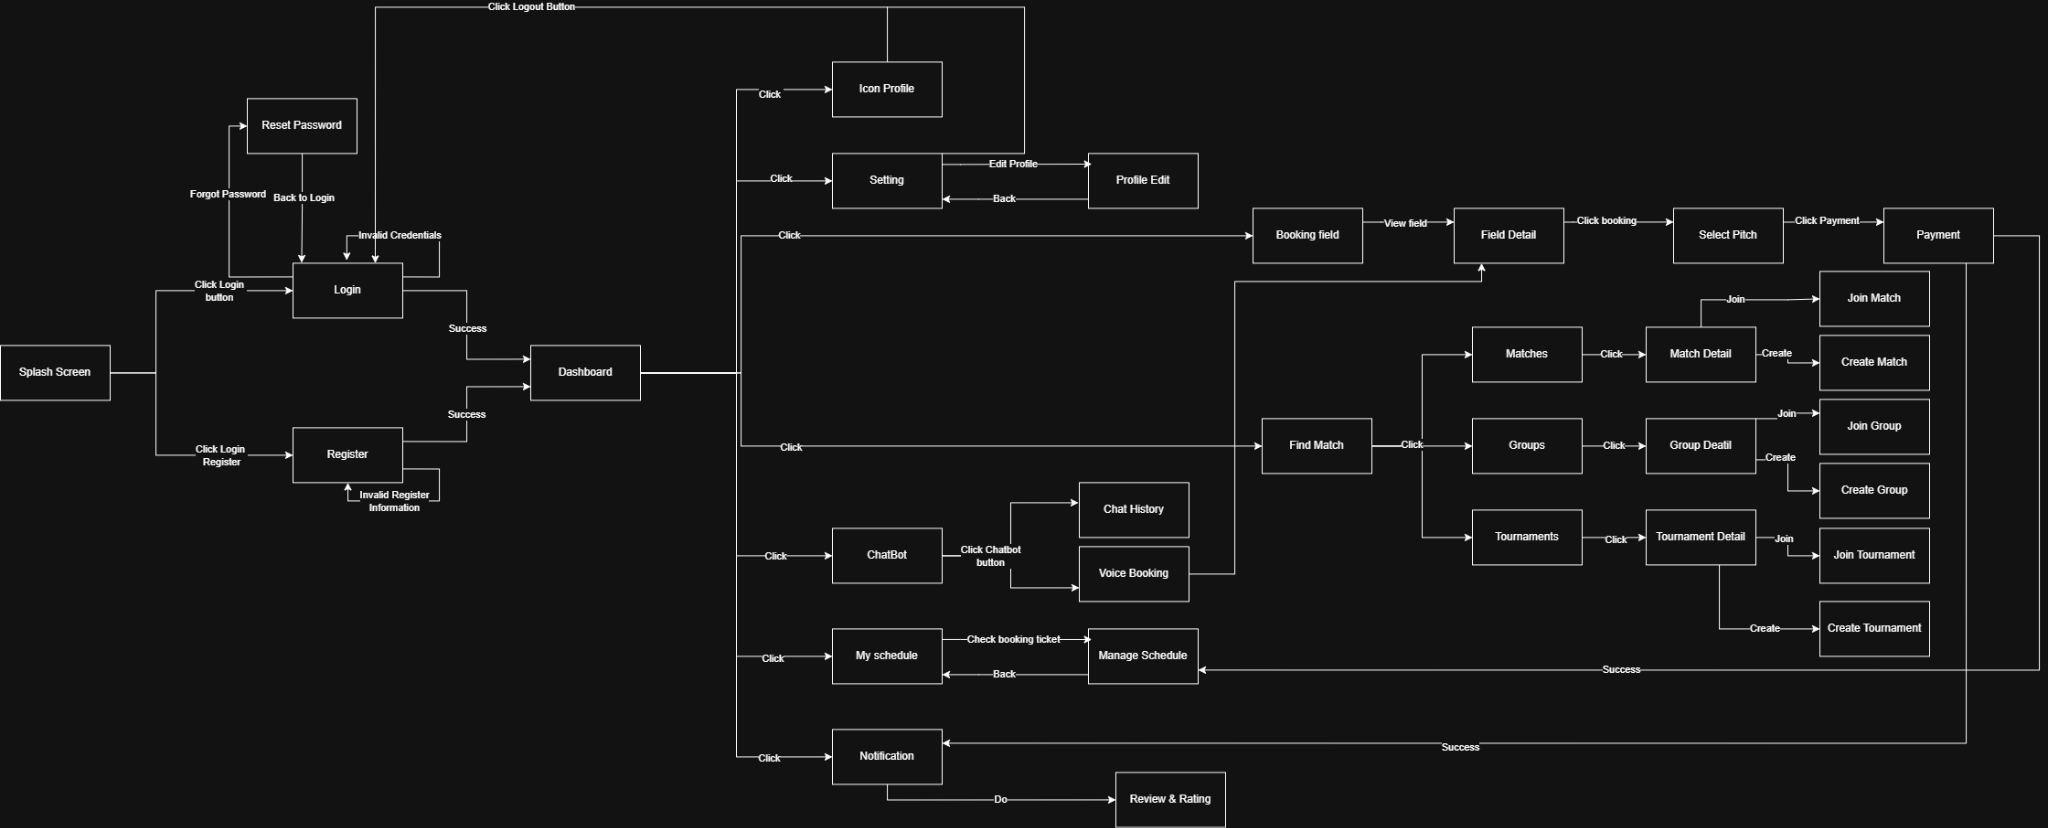 Click Logout Button
Icon Profile
Click
Reset Password
Edit Profile
Setting
Click
Profile Edit
Back
Forgot Password
Back to Login
Invalid Credentials
Click
Booking field
View field
Field Detail
Click booking
Select Pitch
Click Payment
Payment
Click Login
button
Login
Success
Join
Join Match
Matches
Click
Match Detail
Create
Create Match
Splash Screen
Dashboard
Success
Click Login
Register
Register
Invalid Register
Information
Click
Find Match
Click
Groups
Click
Group Deatil
Join
Join Group
Create
Create Group
Chat History
Click
ChatBot
Click Chatbot
button
Voice Booking
Tournaments
Click
Tournament Detail
Join
Join Tournament
Create
Create Tournament
Click
My schedule
Check booking ticket
Manage Schedule
Back
Success
Click
Notification
Success
Do
Review & Rating